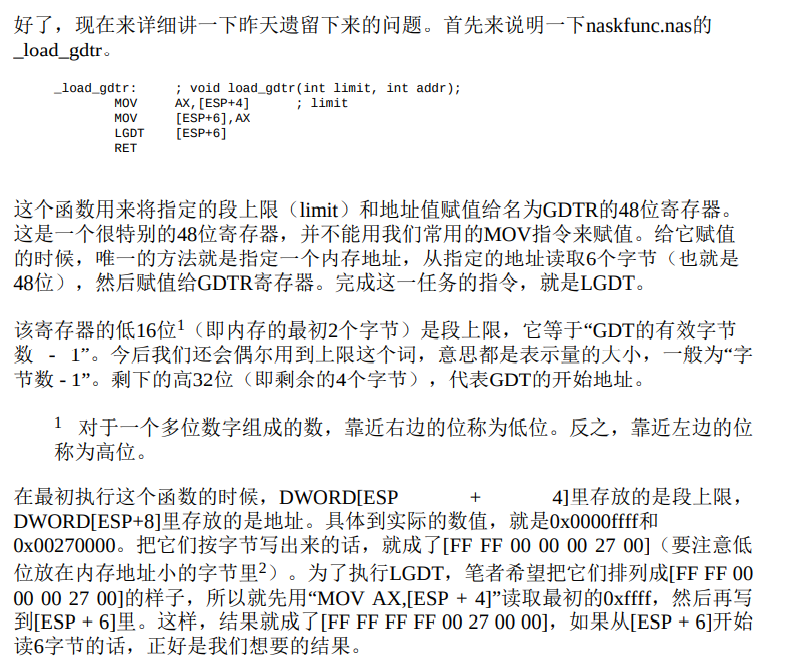 好了，现在来详细讲一下昨天遗留下来的问题。首先来说明一下naskfunc.nas的
_load_gdtr。
_load_gdtr:     ; void load_gdtr(int limit, int addr);
MOV     AX,[ESP+4]      ; limit
MOV     [ESP+6],AX
LGDT    [ESP+6]
RET
这个函数用来将指定的段上限（limit）和地址值赋值给名为GDTR的48位寄存器。
这是一个很特别的48位寄存器，并不能用我们常用的MOV指令来赋值。给它赋值
的时候，唯一的方法就是指定一个内存地址，从指定的地址读取6个字节（也就是
48位），然后赋值给GDTR寄存器。完成这一任务的指令，就是LGDT。
该寄存器的低16位1（即内存的最初2个字节）是段上限，它等于“GDT的有效字节
数 - 1”。今后我们还会偶尔用到上限这个词，意思都是表示量的大小，一般为“字
节数 - 1”。剩下的高32位（即剩余的4个字节），代表GDT的开始地址。
1 对于一个多位数字组成的数，靠近右边的位称为低位。反之，靠近左边的位
称为高位。
在最初执行这个函数的时候，DWORD[ESP + 4]里存放的是段上限，
DWORD[ESP+8]里存放的是地址。具体到实际的数值，就是0x0000ffff和
0x00270000。把它们按字节写出来的话，就成了[FF FF 00 00 00 27 00]（要注意低
位放在内存地址小的字节里2）。为了执行LGDT，笔者希望把它们排列成[FF FF 00
00 00 27 00]的样子，所以就先用“MOV AX,[ESP + 4]”读取最初的0xffff，然后再写
到[ESP + 6]里。这样，结果就成了[FF FF FF FF 00 27 00 00]，如果从[ESP + 6]开始
读6字节的话，正好是我们想要的结果。